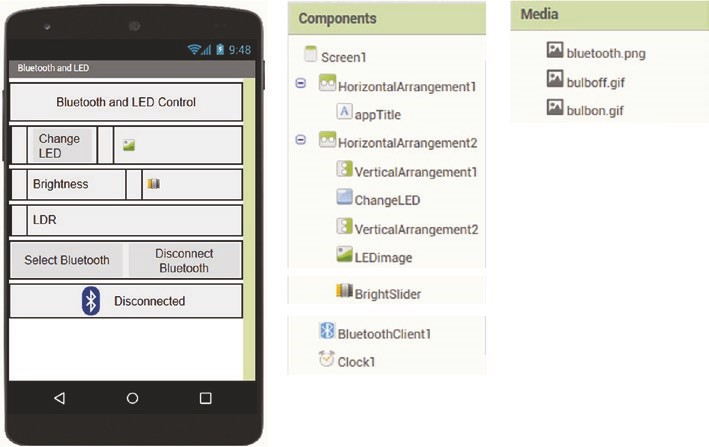 9:48
Bluetooth and LED
Bluetooth and LED Control
Change
LED
Brightness
LDR
Select Bluetooth
Disconnect
Bluetooth
Disconnected
Components
Screen1
HorizontalArrangement1
A
appTitle
HorizontalArrangement2
VerticalArrangement1
ChangeLED
VerticalArrangement2
LEDimage
BrightSlider
BluetoothClient1
Clock1
Media
bluetooth.png
bulboff.gif
bulbon.gif